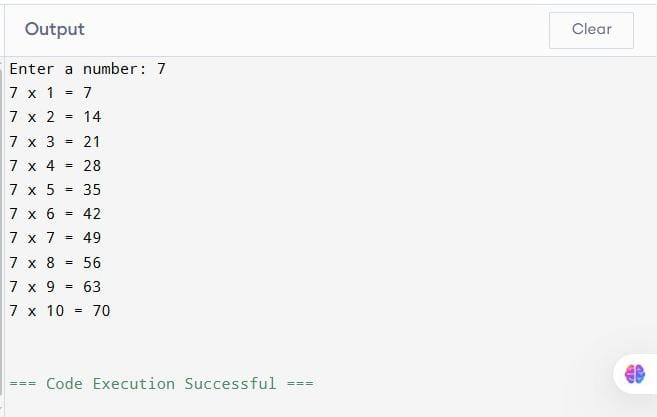 Output
Clear
Enter a number: 7
7 x 1 = 7
7 x 2 = 14
7 x 3 = 21
7 x 4 = 28
7 x 5 = 35
7 x 6 = 42
7 x 7 = 49
7 x 8 = 56
7 x 9 = 63
7 x 10 = 70
=== Code Execution Successful ===